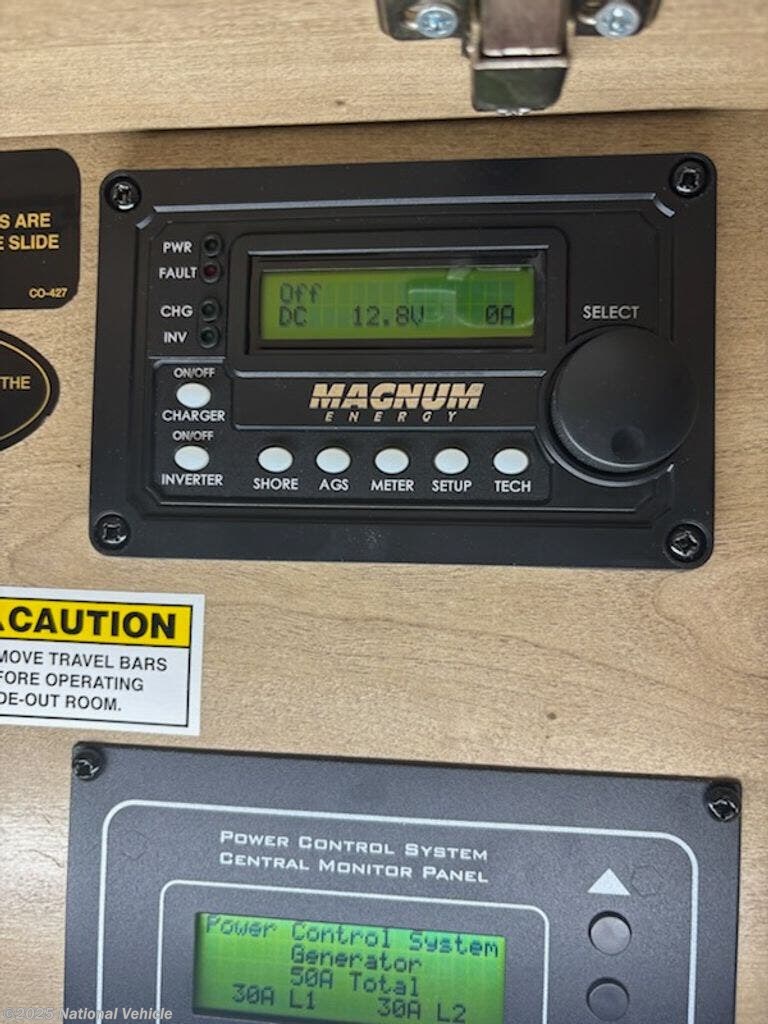 S ARE
E SLIDE
CO-427
THE
PWR
FAULT
CHG
INV
Off
DC 12.8V 0A
SELECT
ON/OFF
CHARGER
ON/OFF
INVERTER
MAGNUM
ENERGY
SHORE AGS METER SETUP TECH
CAUTION
MOVE TRAVEL BARS
FORE OPERATING
DE-OUT ROOM.
POWER CONTROL SYSTEM
CENTRAL MONITOR PANEL
Power Control System
Generator
50A Total
30A L1 30A L2
©2025 National Vehicle